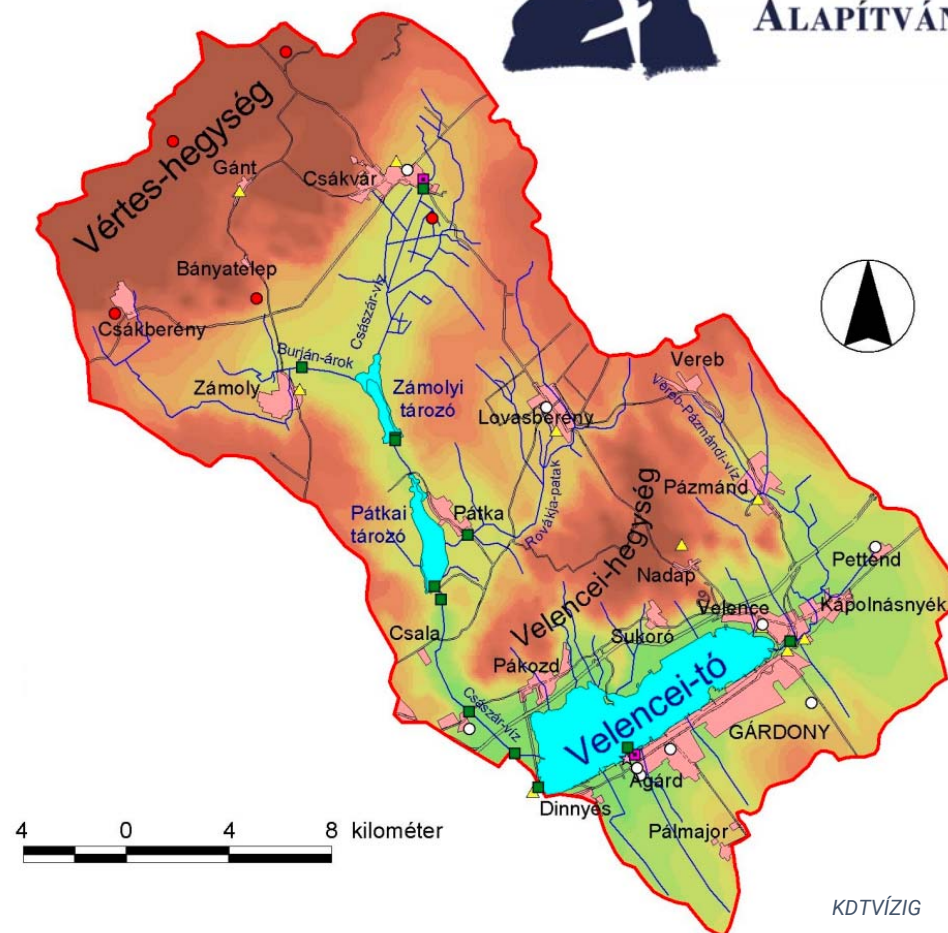 ALAPÍTVÁN
Vértes-hegység
Gánt
Csákvár
Bányatelep
Császár-víz
Csákberény
Burján-árok
Zámoly
Zámolyi
tározó
Lovasberény
Vereb
Vereb-Pázmándi-víz
Pázmánd
Pátkai
tározó
Pátka
Rovákja-patak
Velencei-hegység
Nadap
Pettend
Kápolnásnyék
Velence
Sukoró
Csala
Pákozd
Császár-víz
Velencei-tó
GÁRDONY
Agárd
Dinnyés
Pálmajor
4 0 4 8 kilométer
KDTVÍZIG